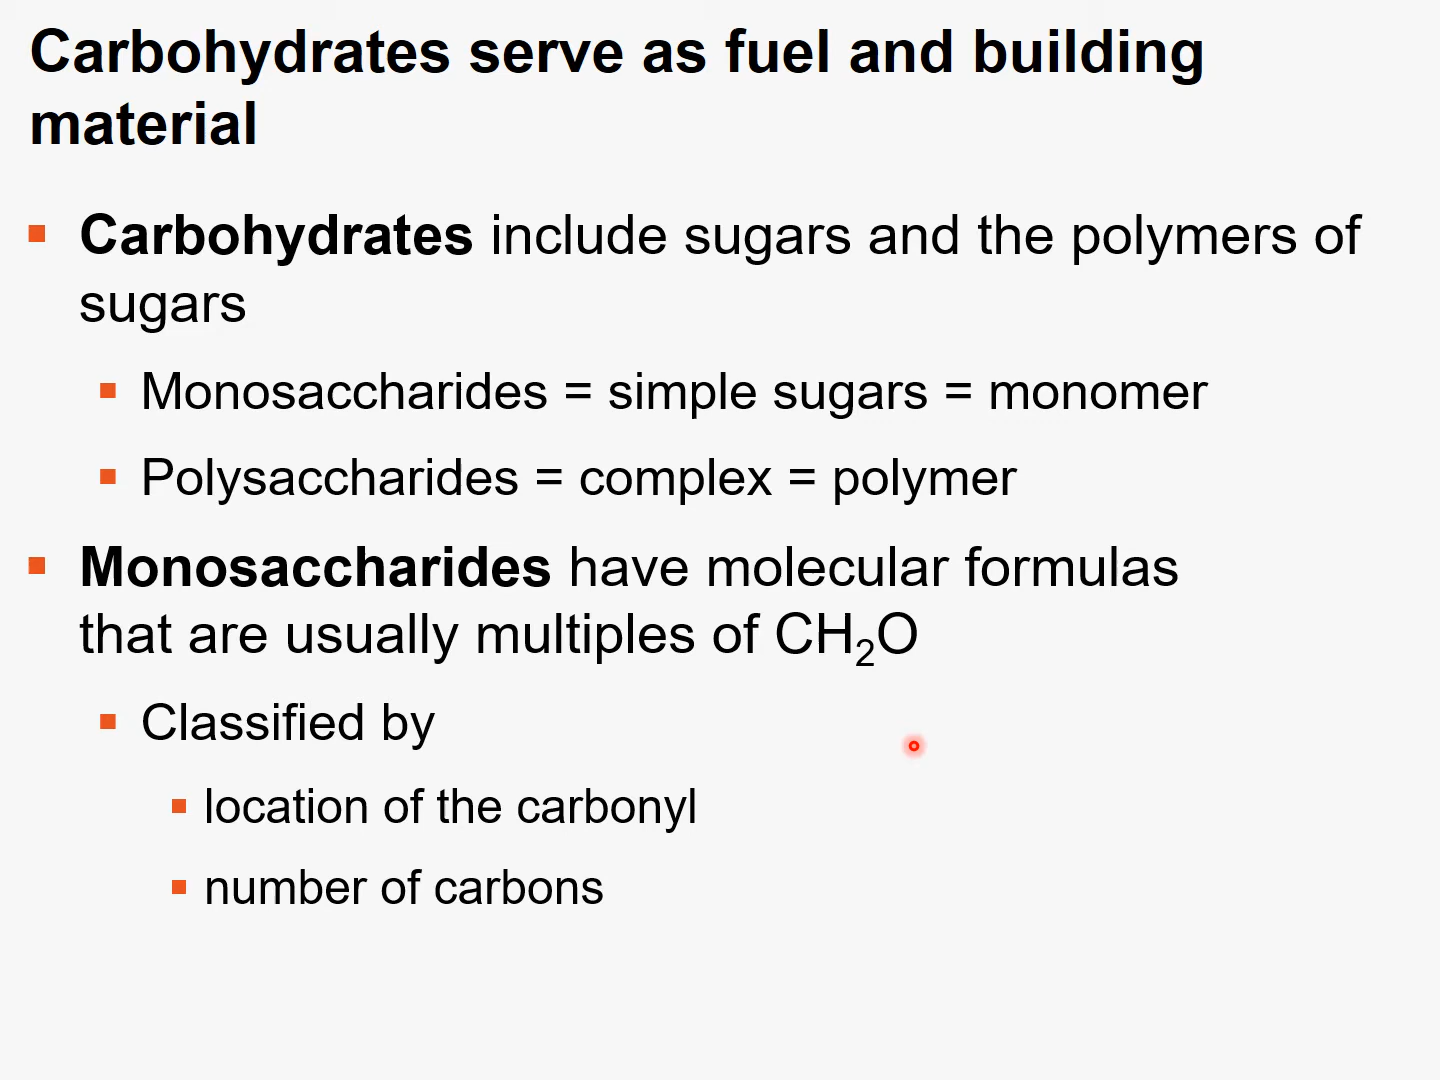 Carbohydrates serve as fuel and building
material
Carbohydrates include sugars and the polymers of
sugars
Monosaccharides = simple sugars = monomer
Polysaccharides = complex = polymer
Monosaccharides have molecular formulas
that are usually multiples of CH₂O
Classified by
location of the carbonyl
number of carbons